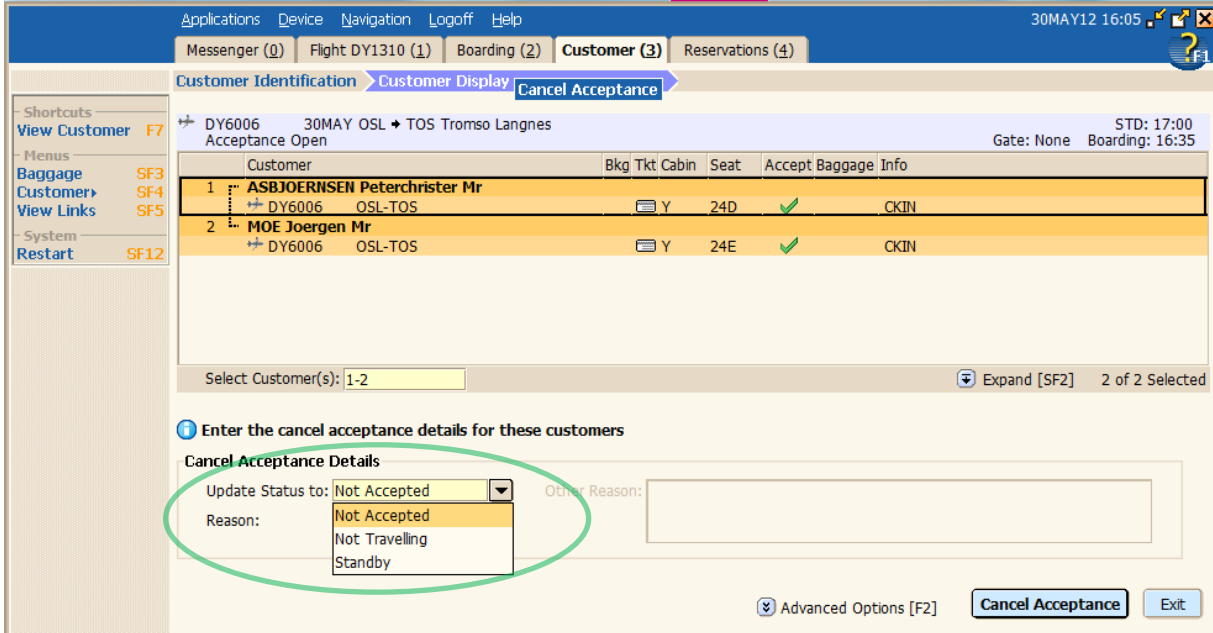 Applications Device Navigation Logoff Help 30MAY12 16:05
Messenger (0) Flight DY1310 (1) Boarding (2) Customer (3) Reservations (4)
?F1
Customer Identification Customer Display Cancel Acceptance
Shortcuts
View Customer F7
Menus
Baggage SF3
Customer SF4
View Links SF5
System
Restart SF12
DY6006 30MAY OSL → TOS Tromso Langnes STD: 17:00
Acceptance Open Gate: None Boarding: 16:35
Customer Bkg Tkt Cabin Seat Accept Baggage Info
1 ASBJOERNSEN Peterchrister Mr
DY6006 OSL-TOS Y 24D CKIN
2 MOE Joergen Mr
DY6006 OSL-TOS Y 24E CKIN
Select Customer(s): 1-2 Expand [SF2] 2 of 2 Selected
Enter the cancel acceptance details for these customers
Cancel Acceptance Details
Update Status to: Not Accepted Other Reason:
Reason:
Not Accepted
Not Travelling
Standby
Advanced Options [F2] Cancel Acceptance Exit